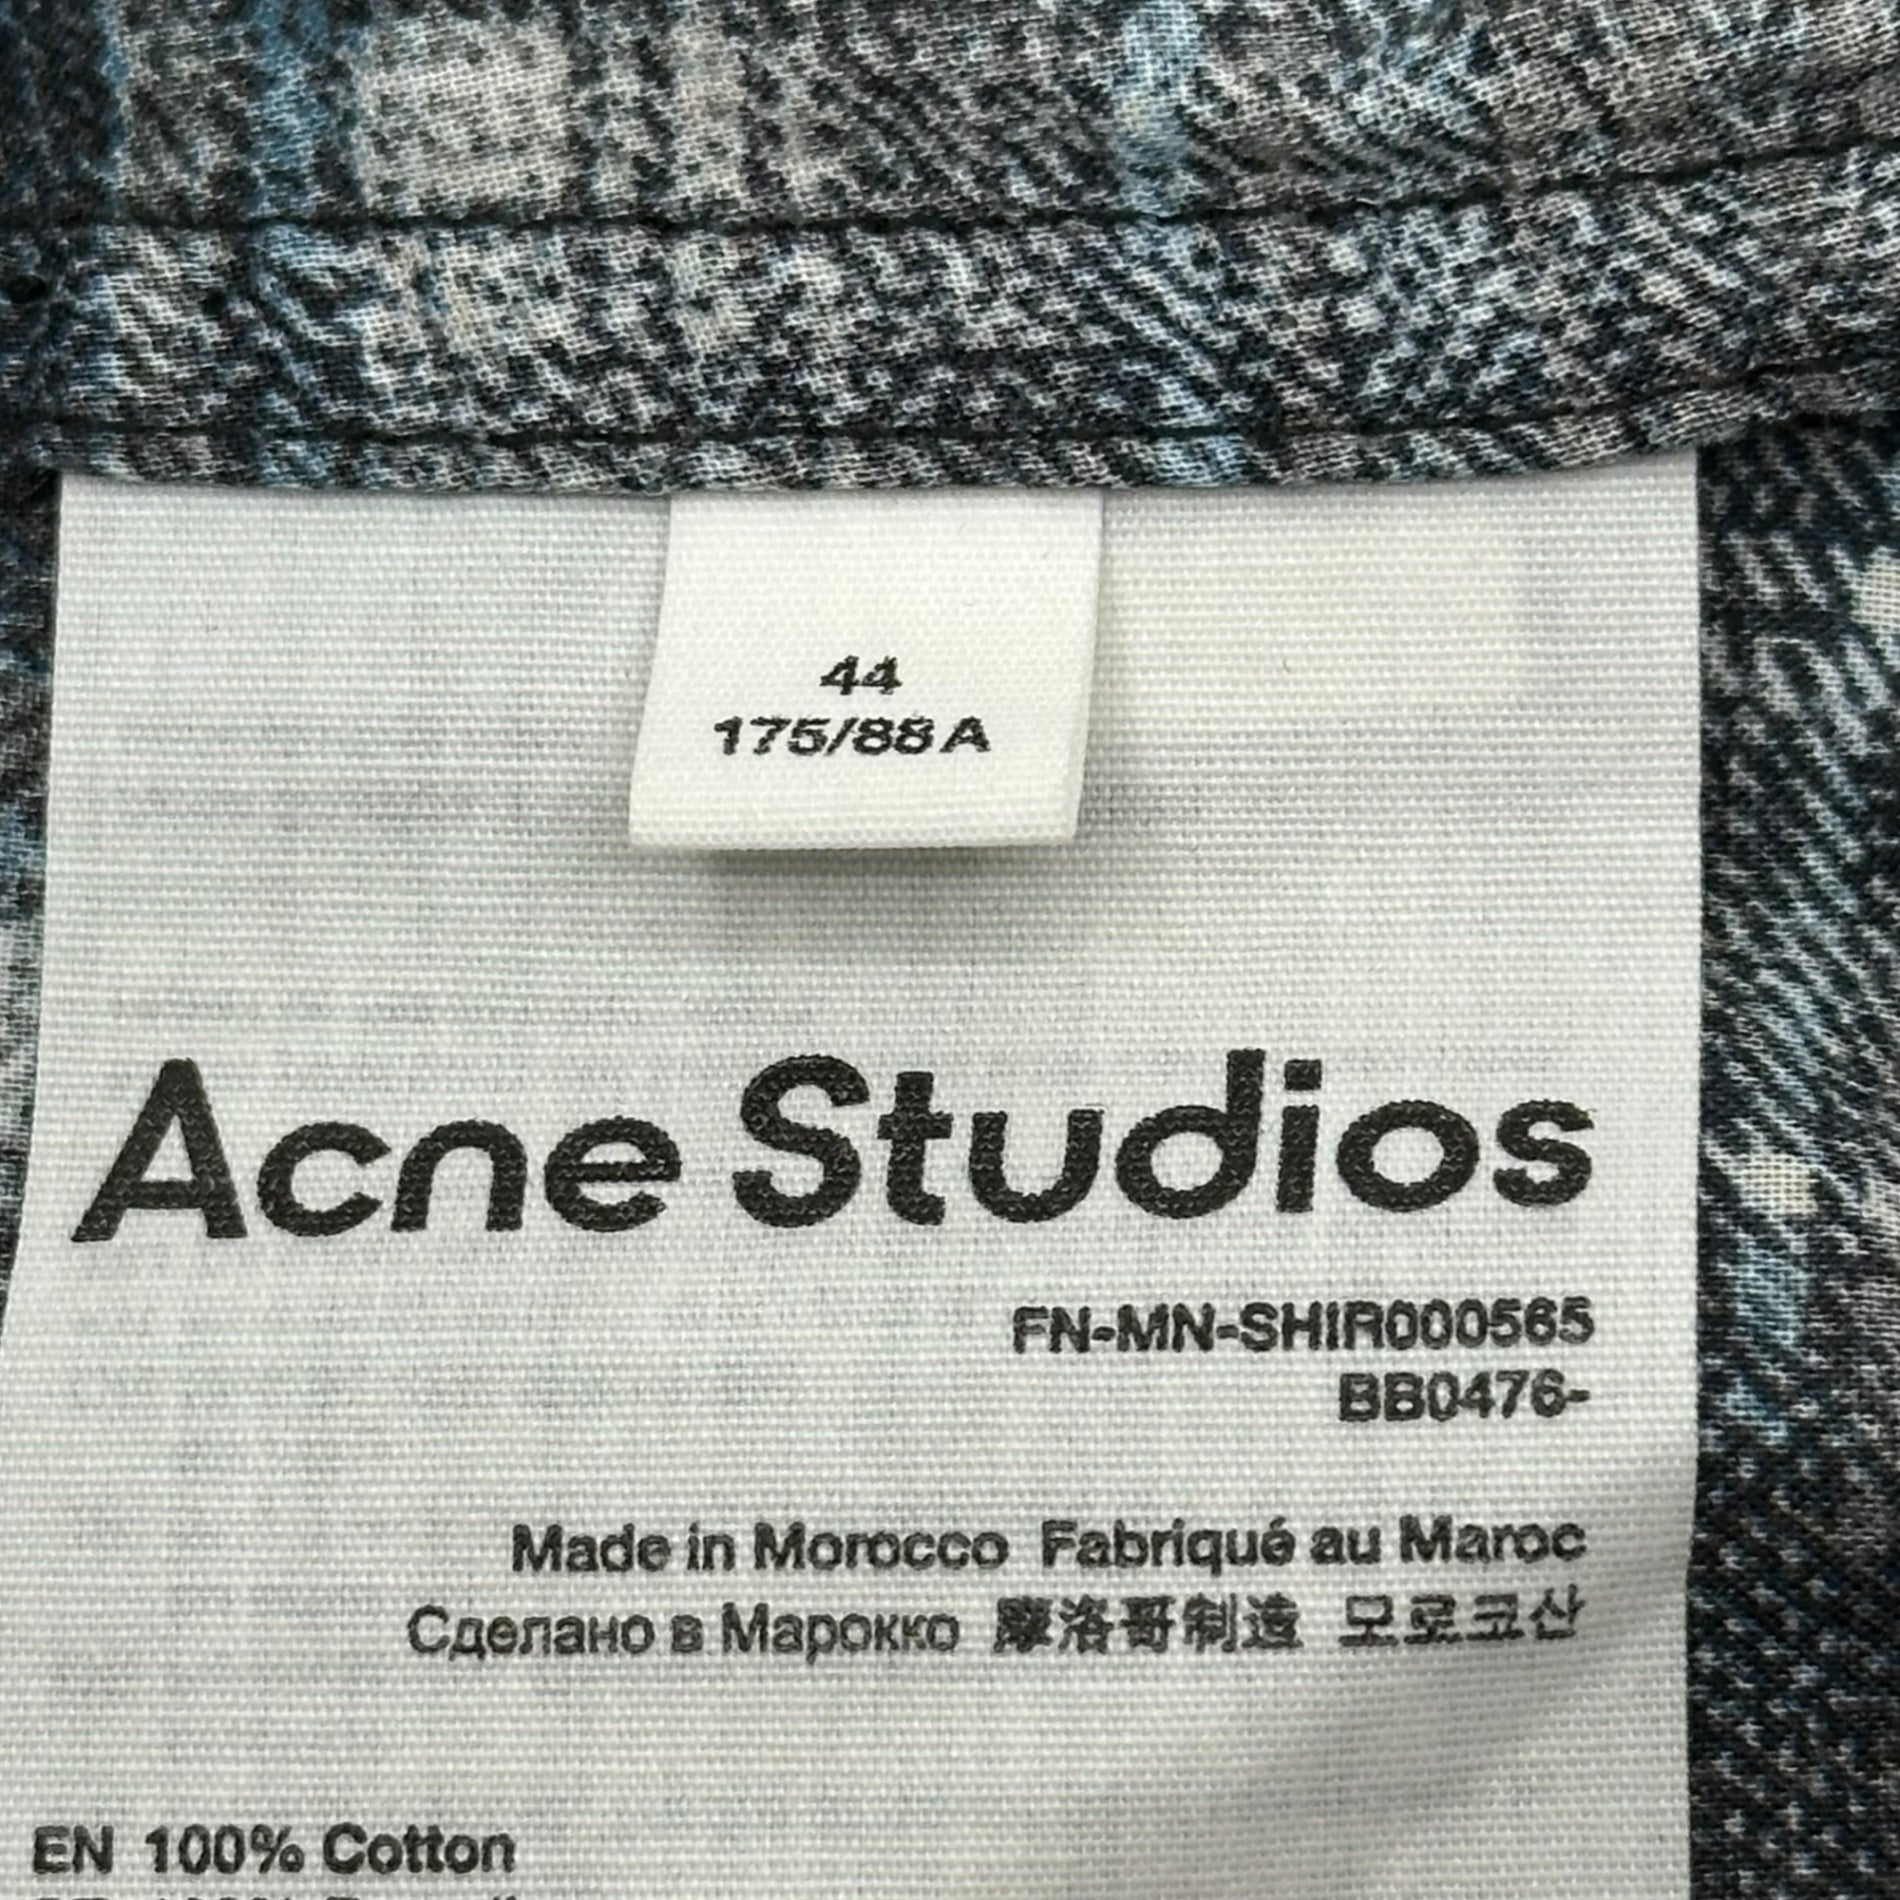 44
175/88A
Acne Studios
FN-MN-SHIR000565
BB0476-
Made in Morocco Fabriqué au Maroc
Сделано в Марокко 摩洛哥制造 모로코산
EN 100% Cotton